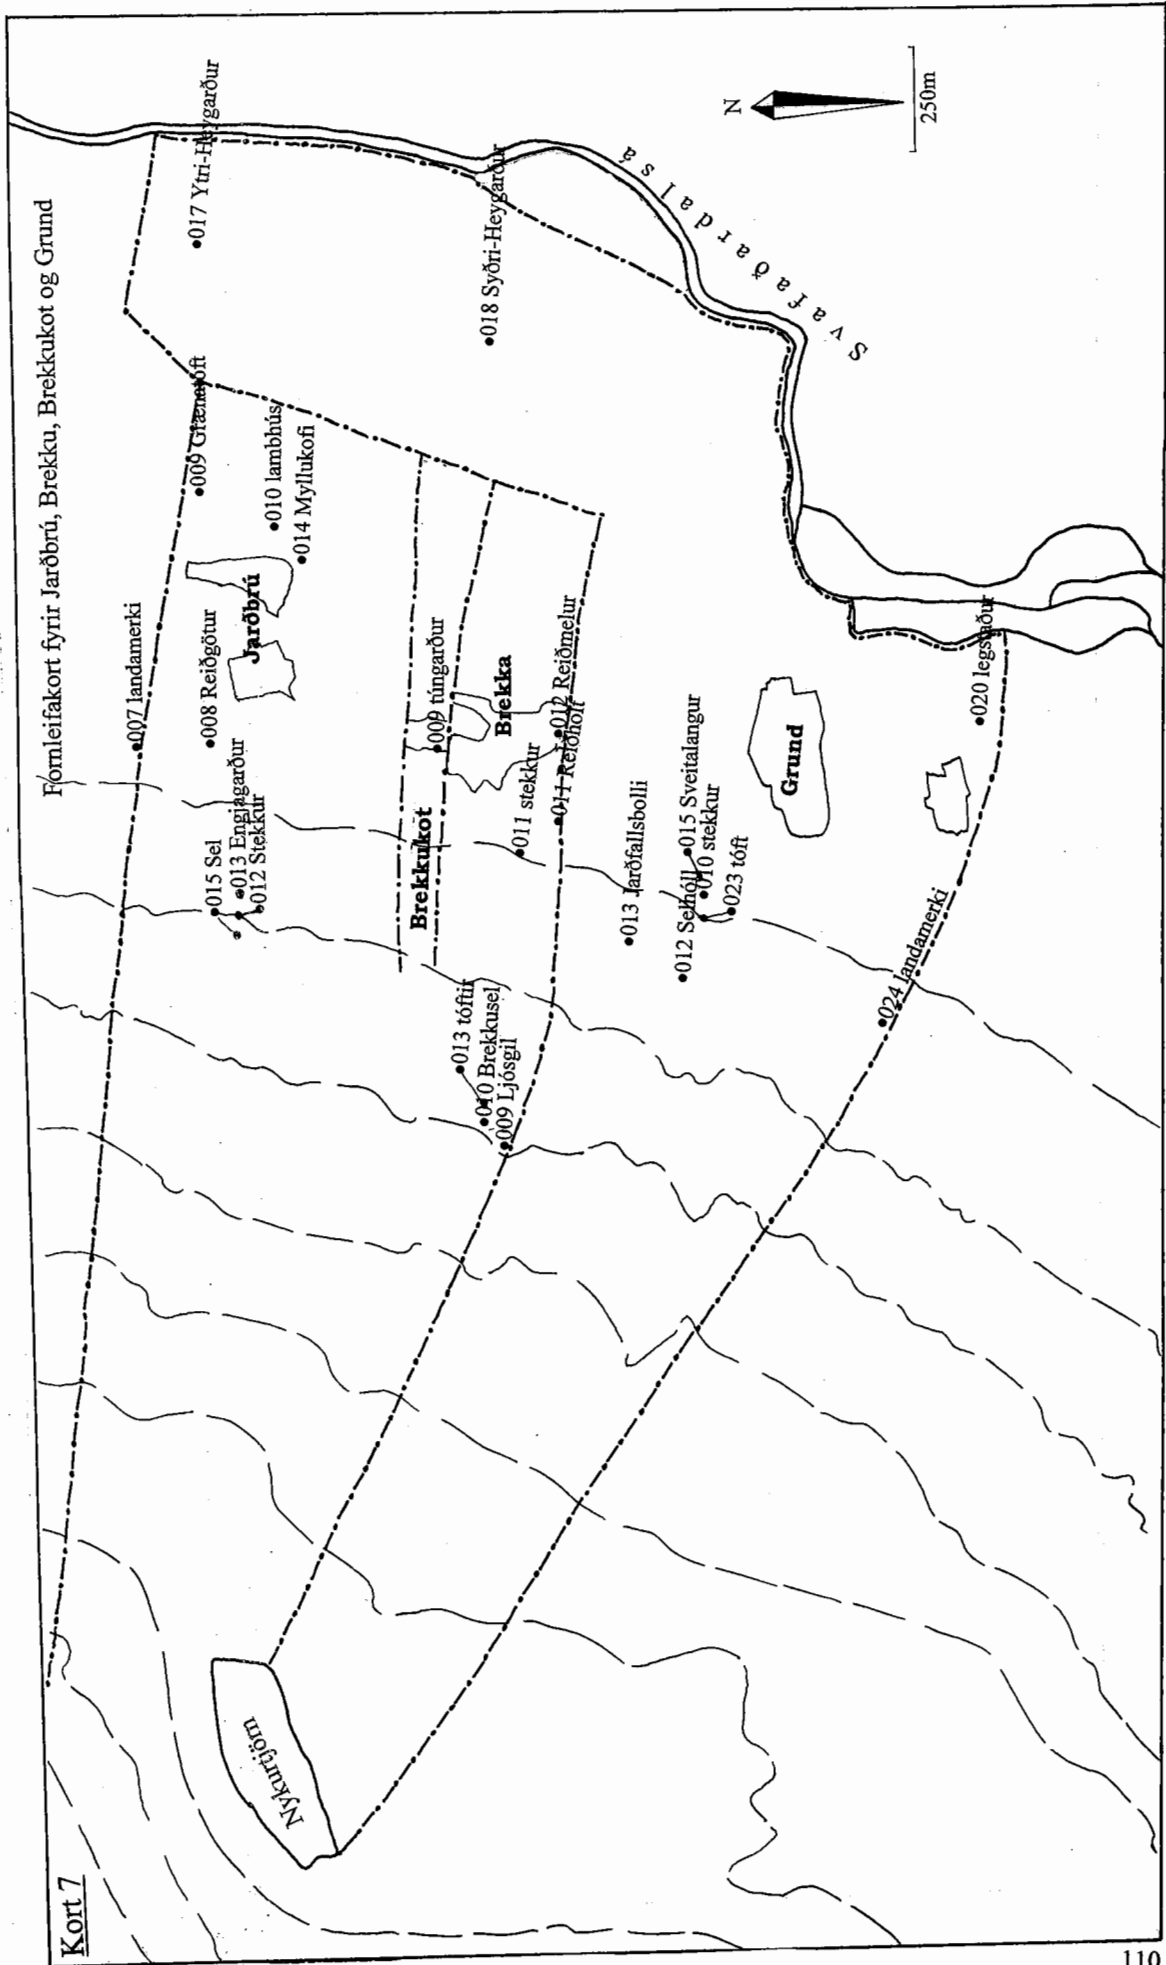 Kort 7
Fornleifakort fyrir Jarðbrú, Brekku, Brekkukot og Grund
Nykurtjörn
007 landamerki
009 Grænatóft
017 Ytri-Heygarður
015 Sel
008 Reiðgötur
013 Engjagarður
012 Stekkur
Jarðbrú
010 lambhús
014 Myllukofi
Brekkukot
009 túngarður
018 Syðri-Heygarður
013 tóftir
010 Brekkusel
009 Ljósgil
Brekka
011 stekkur
011 Reiðholt
012 Reiðmelur
013 Jarðfallsbolli
012 Selhóll
015 Sveitalangur
010 stekkur
023 tóft
Grund
024 landamerki
020 legstaður
Svafaðardalsá
N
250m
110